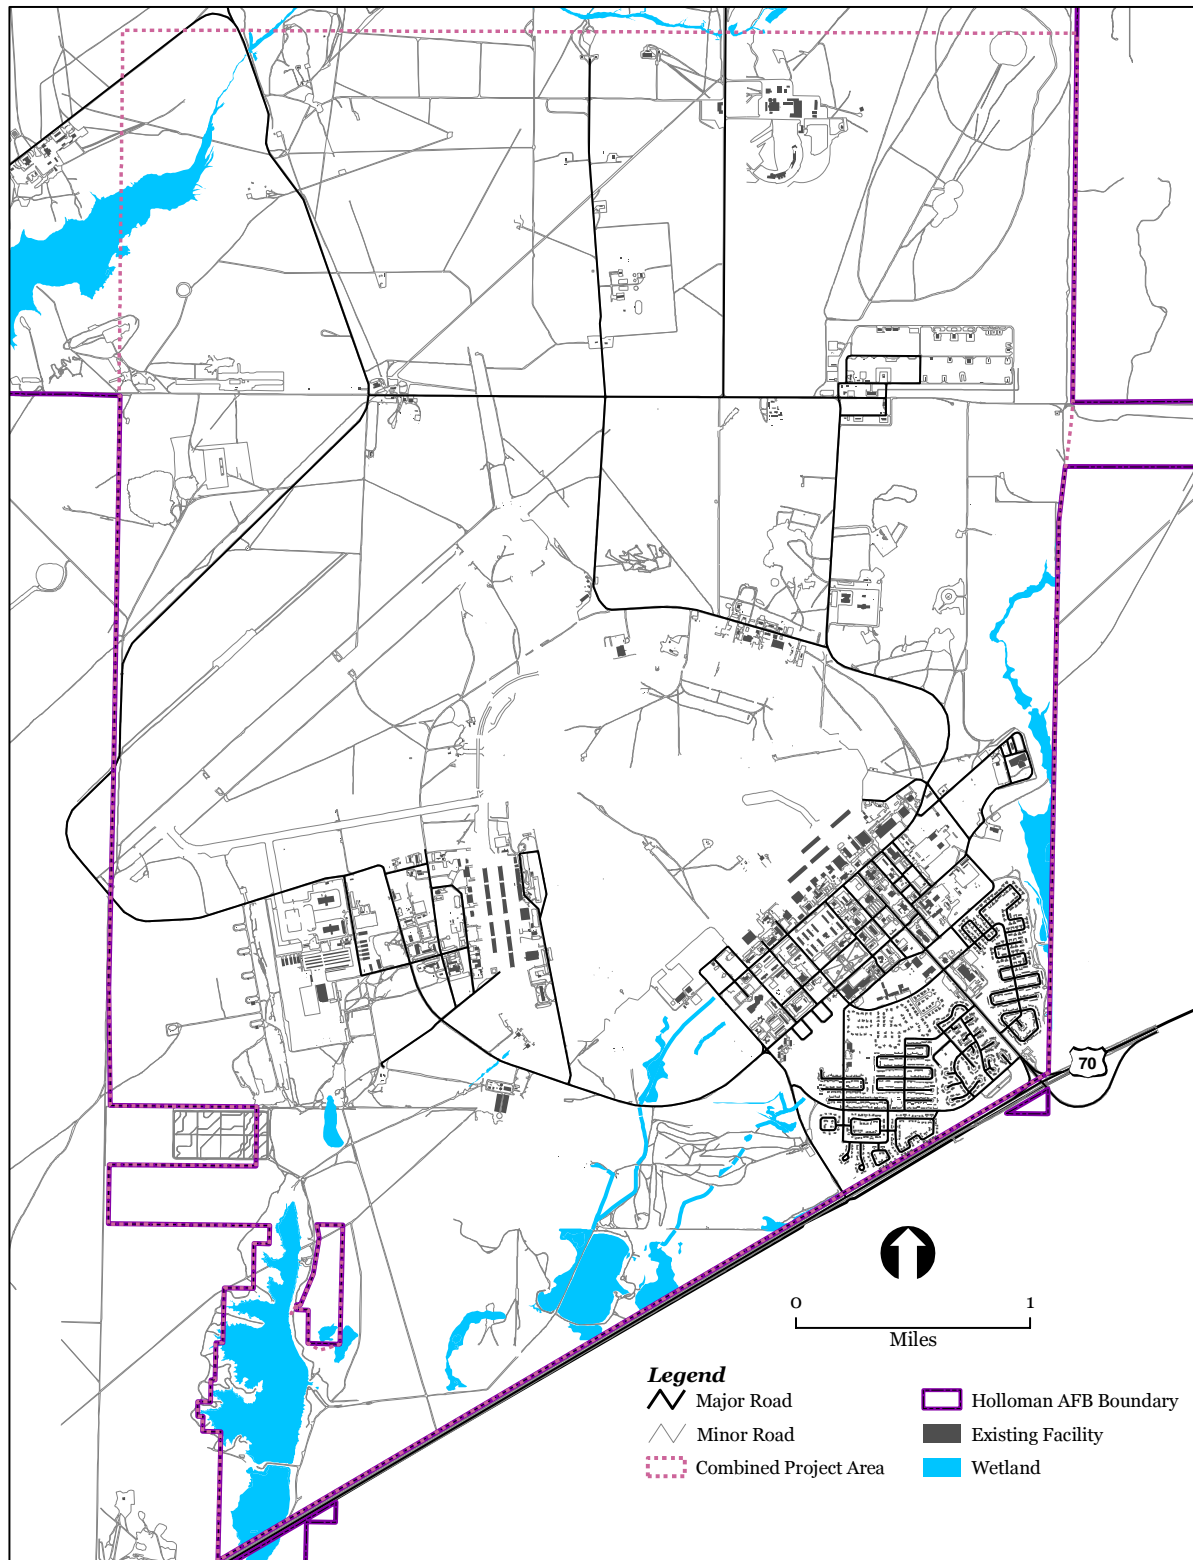 70
0 1
Miles
Legend
Major Road
Minor Road
Combined Project Area
Holloman AFB Boundary
Existing Facility
Wetland